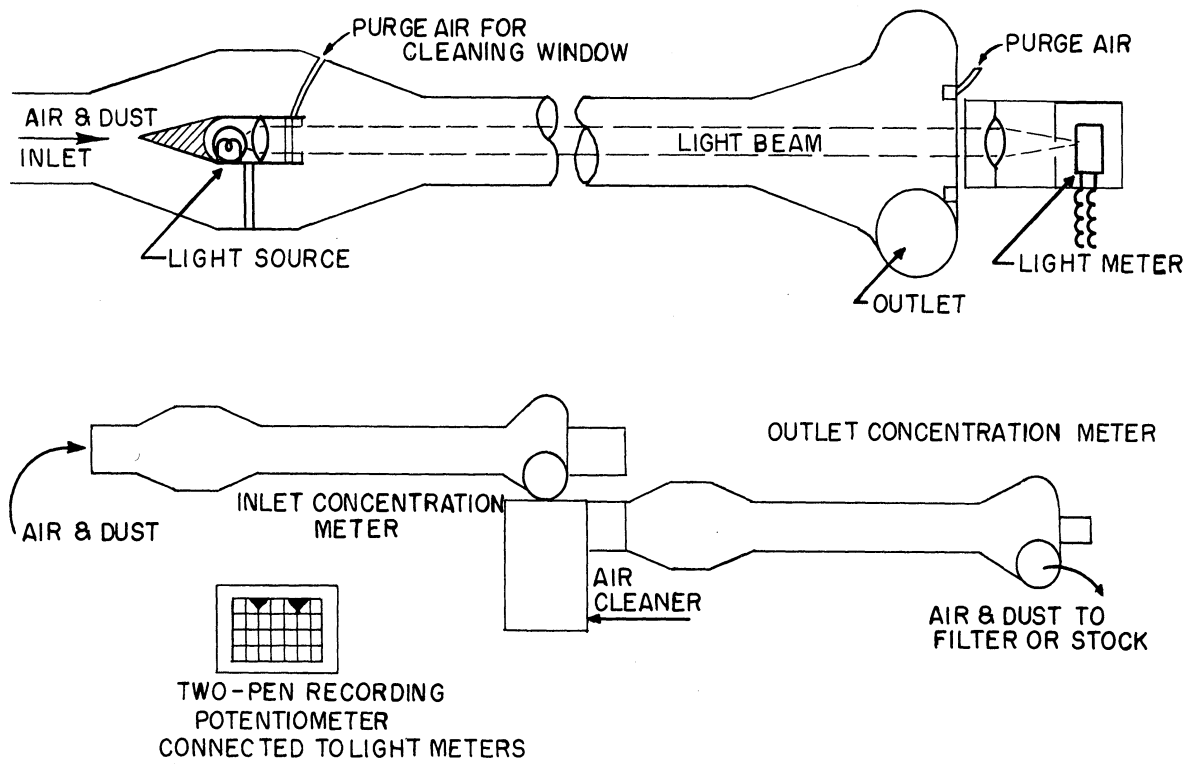 PURGE AIR FOR
CLEANING WINDOW
PURGE AIR
AIR & DUST
INLET
LIGHT BEAM
LIGHT SOURCE
LIGHT METER
OUTLET
OUTLET CONCENTRATION METER
INLET CONCENTRATION
METER
AIR & DUST
AIR
CLEANER
AIR & DUST TO
FILTER OR STOCK
TWO-PEN RECORDING
POTENTIOMETER
CONNECTED TO LIGHT METERS